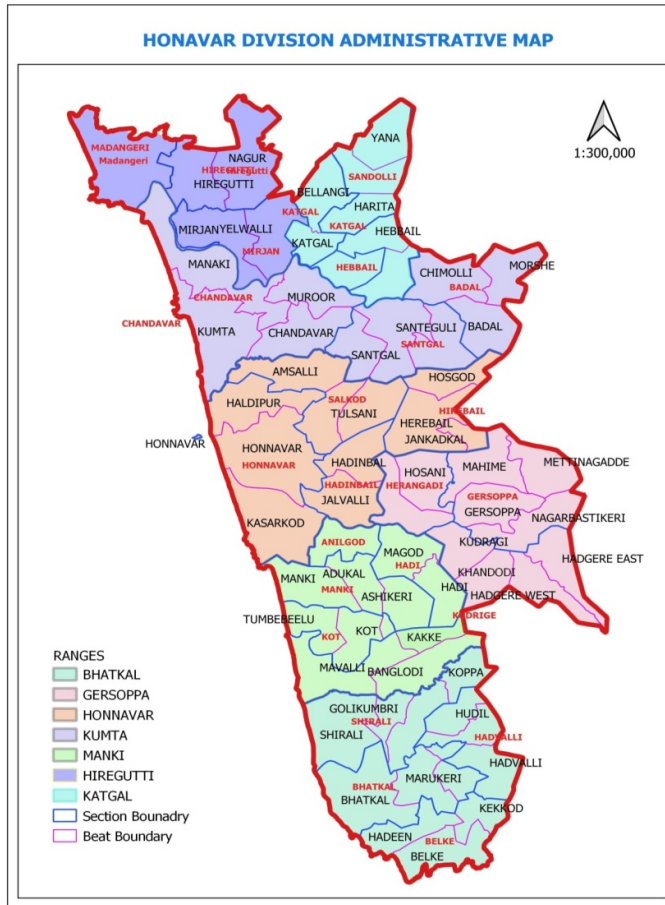 HONAVAR DIVISION ADMINISTRATIVE MAP
1:300,000
YANA
MADANGERI
Madangeri
NAGUR
HIREGUTTI
Hiregutti
HIREGUTTI
SANDOLLI
BELLANGI
HARITA
KATGAL
KATGAL
MIRJAN
YELWALLI
HEBBAIL
KATGAL
MIRJAN
MANAKI
HEBBAIL
CHIMOLLI
MORSHE
BADAL
CHANDAVAR
MUROOR
CHANDAVAR
KUMTA
CHANDAVAR
SANTEGULI
BADAL
SANTGAL
SANTGAL
AMSALLI
HOSGOD
HALDIPUR
SALKOD
TULSANI
HIREBAIL
HEREBAIL
JANKADKAL
HONNAVAR
HONNAVAR
HONNAVAR
HADINBAL
HOSANI
MAHIME
METTINAGADDE
HADINBAIL
HERANGADI
JALVALLI
GERSOPPA
GERSOPPA
NAGARBASTIKERI
KASARKOD
ANILGOD
KUDRAGI
MAGOD
HADGERE EAST
HADI
KHANDODI
ADUKAL
MANKI
MANKI
HADI
ASHIKERI
HADGERE WEST
TUMBEBEELU
KUDRIGE
KOT
KOT
KAKKE
MAVALLI
BANGLODI
KOPPA
GOLIKUMBRI
SHIRALI
HUDIL
SHIRALI
HADVALLI
HADVALLI
MARUKERI
BHATKAL
BHATKAL
KEKKOD
HADEEN
BELKE
BELKE
RANGES
BHATKAL
GERSOPPA
HONNAVAR
KUMTA
MANKI
HIREGUTTI
KATGAL
Section Bounadry
Beat Boundary